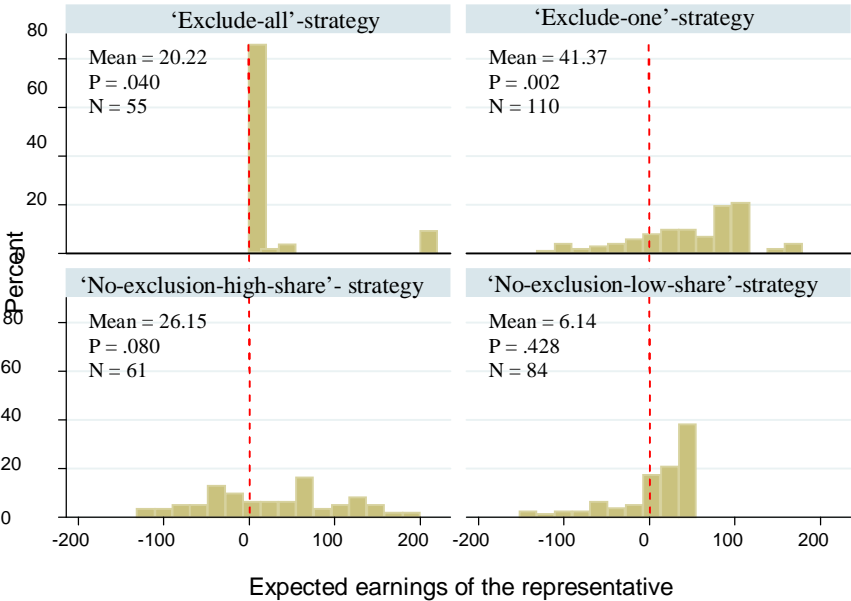 ‘Exclude-all’-strategy
‘Exclude-one’-strategy
Mean = 20.22
P = .040
N = 55
Mean = 41.37
P = .002
N = 110
80
60
40
20
0
‘No-exclusion-high-share’- strategy
‘No-exclusion-low-share’-strategy
Mean = 26.15
P = .080
N = 61
Mean = 6.14
P = .428
N = 84
80
60
40
20
0
Percent
-200 -100 0 100 200 -200 -100 0 100 200
Expected earnings of the representative